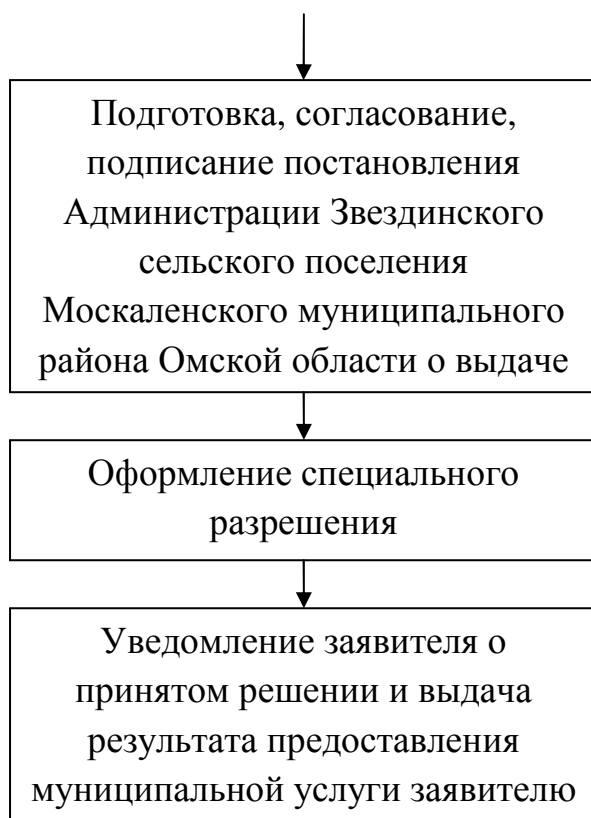 Подготовка, согласование,
подписание постановления
Администрации Звездинского
сельского поселения
Москаленского муниципального
района Омской области о выдаче
Оформление специального
разрешения
Уведомление заявителя о
принятом решении и выдача
результата предоставления
муниципальной услуги заявителю